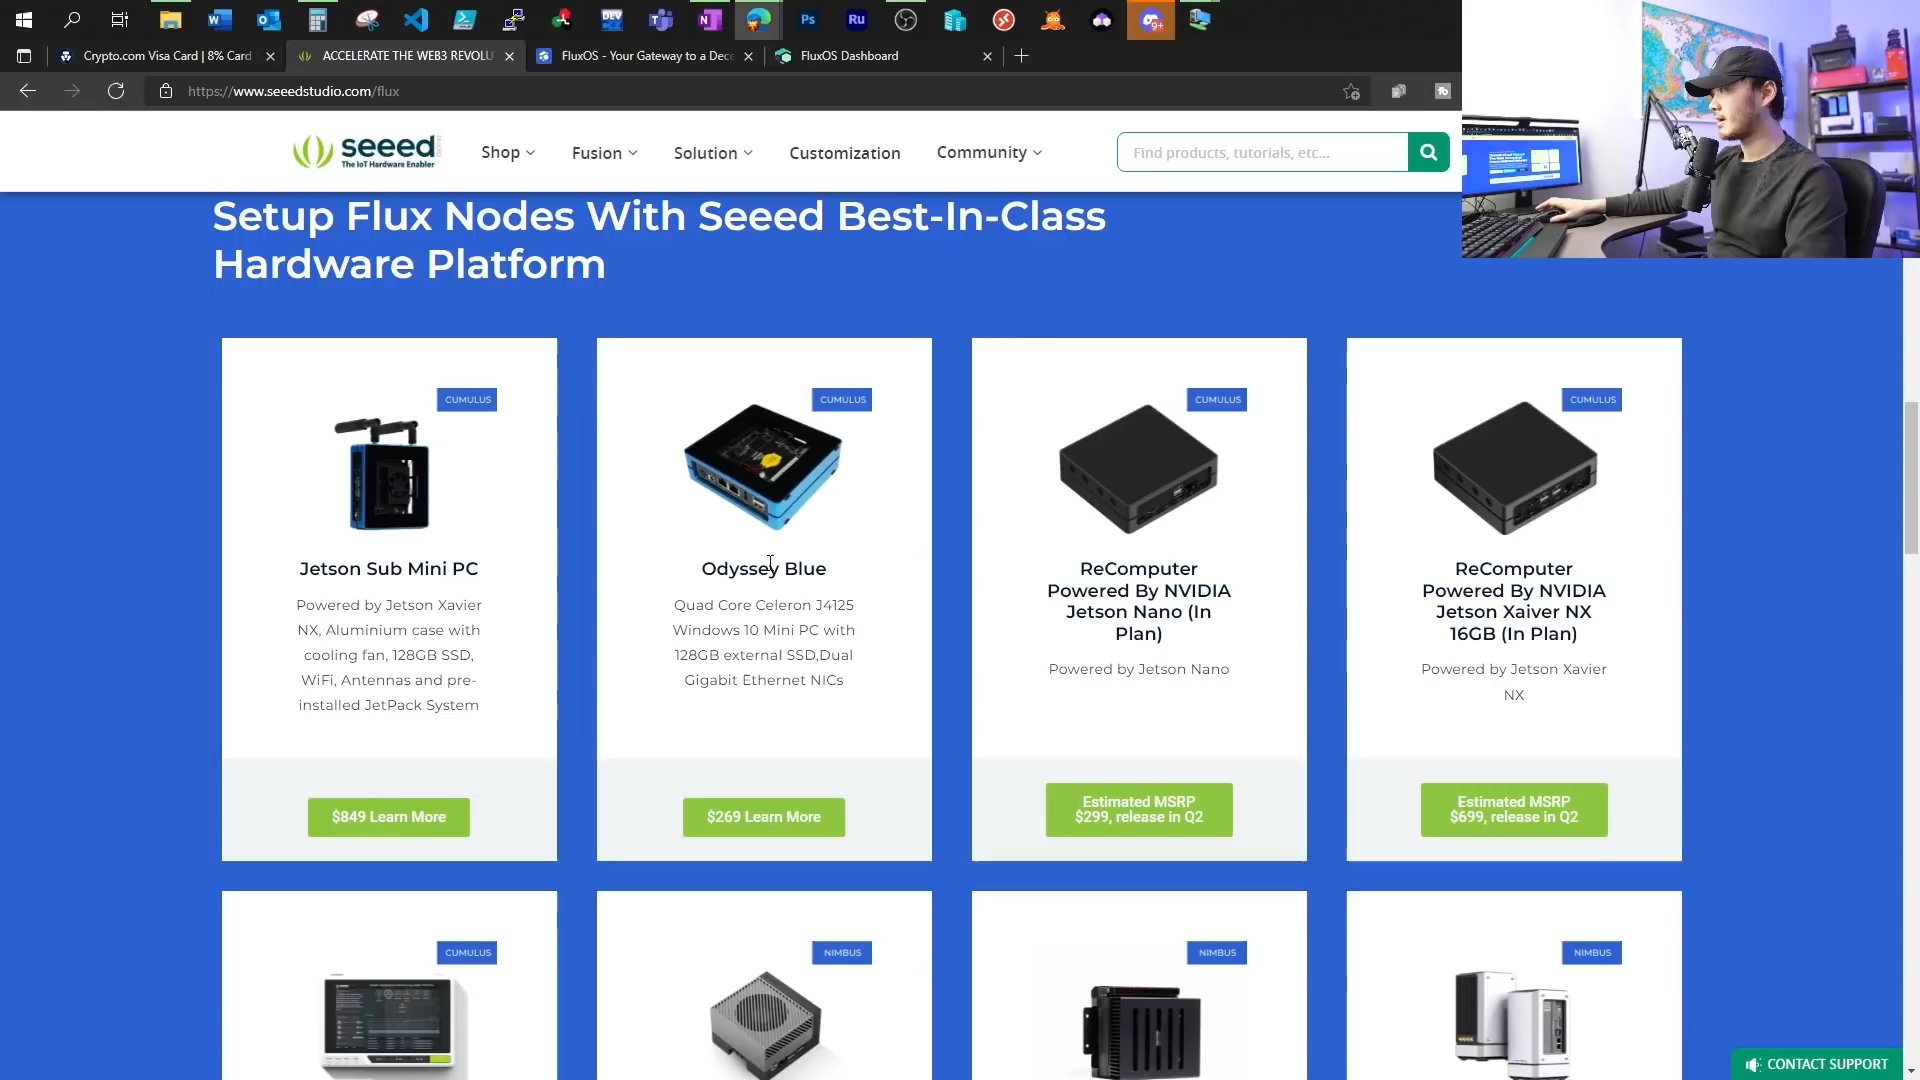 W
Ps
Ru
DEV
N
9+
Crypto.com Visa Card | 8% Card
ACCELERATE THE WEB3 REVOLU
FluxOS - Your Gateway to a Dece
FluxOS Dashboard
https://www.seeedstudio.com/flux
seeed
The IoT Hardware Enabler
Shop
Fusion
Solution
Customization
Community
Find products, tutorials, etc...
Setup Flux Nodes With Seeed Best-In-Class
Hardware Platform
CUMULUS
Jetson Sub Mini PC
Powered by Jetson Xavier
NX, Aluminium case with
cooling fan, 128GB SSD,
WiFi, Antennas and pre-
installed JetPack System
$849 Learn More
CUMULUS
Odyssey Blue
Quad Core Celeron J4125
Windows 10 Mini PC with
128GB external SSD,Dual
Gigabit Ethernet NICs
$269 Learn More
CUMULUS
ReComputer
Powered By NVIDIA
Jetson Nano (In
Plan)
Powered by Jetson Nano
Estimated MSRP
$299, release in Q2
CUMULUS
ReComputer
Powered By NVIDIA
Jetson Xaiver NX
16GB (In Plan)
Powered by Jetson Xavier
NX
Estimated MSRP
$699, release in Q2
CUMULUS
NIMBUS
NIMBUS
NIMBUS
CONTACT SUPPORT